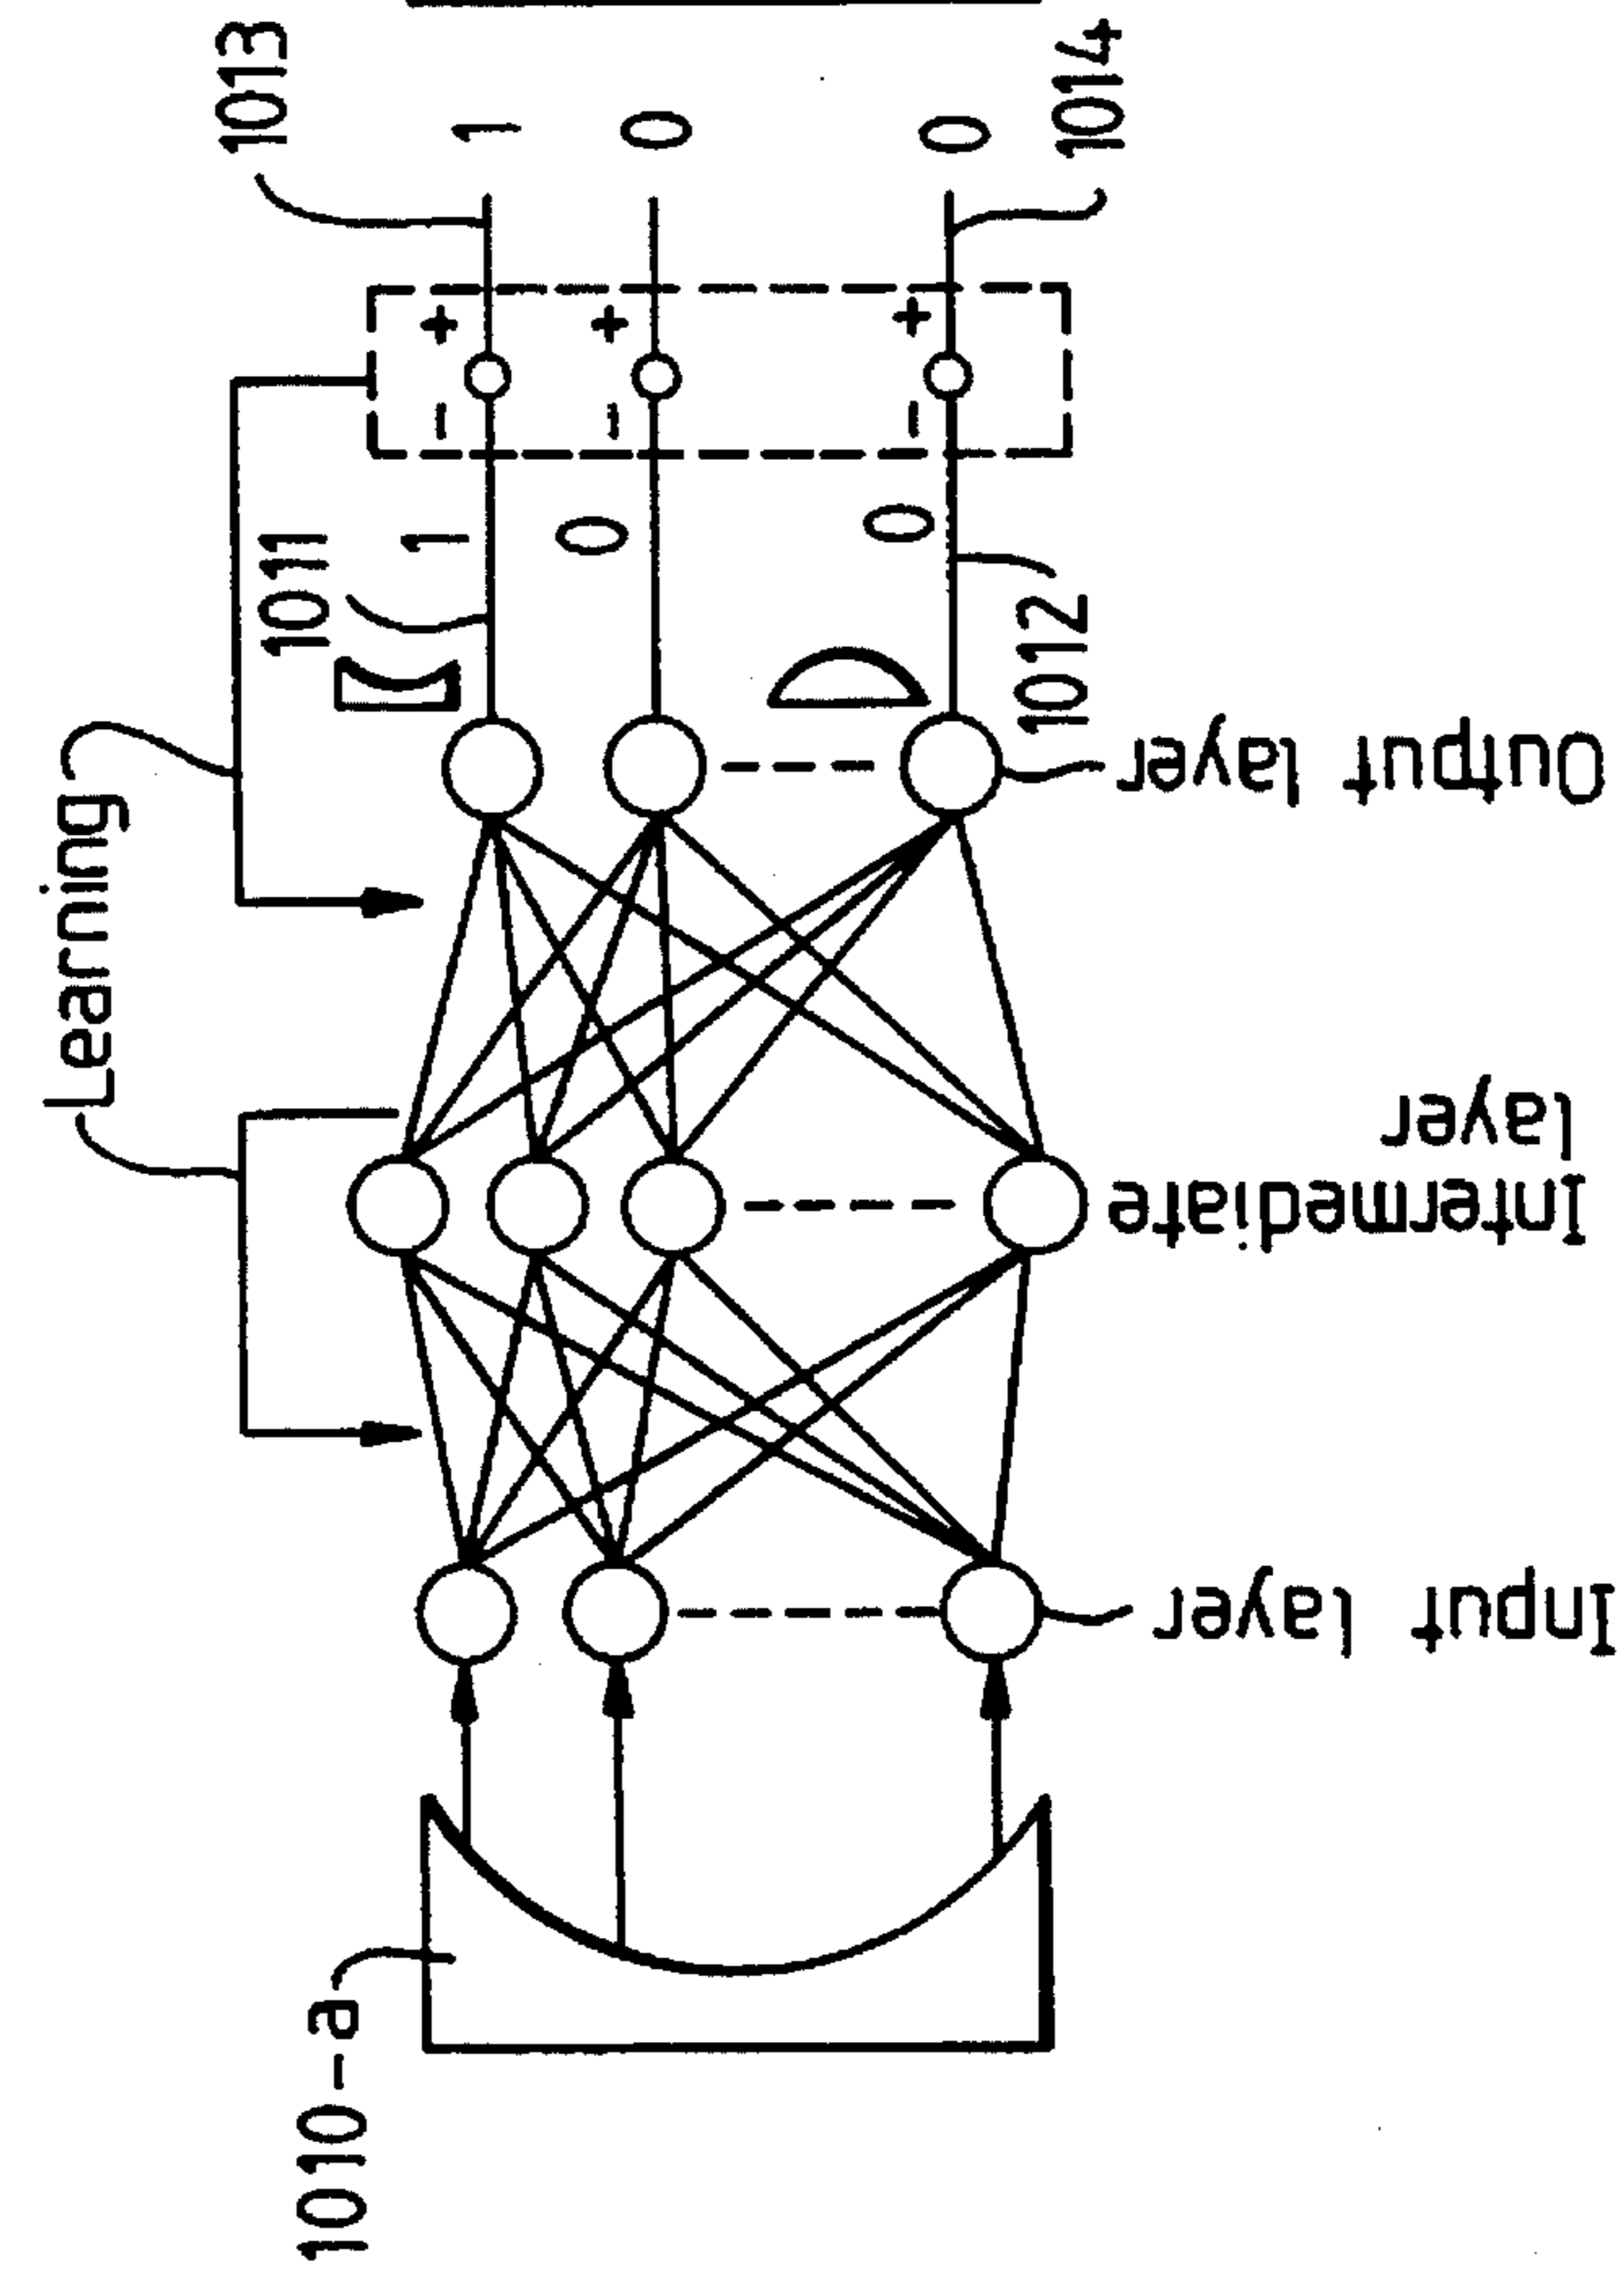 Learning
1010-a
1011
1
0
0
1012
-
+
-
+
-
+
1013
1
0
0
1014
Input layer
Intermediate
layer
Output layer